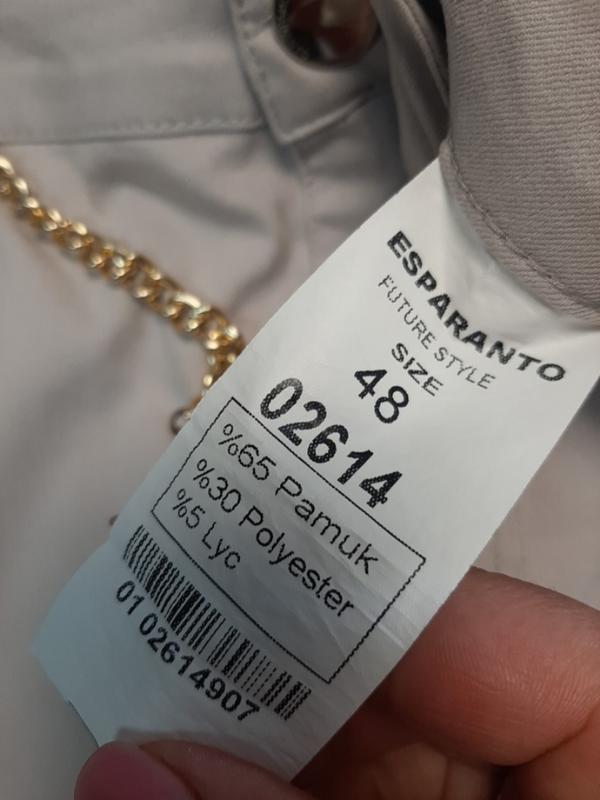 ESPARANTO
FUTURE STYLE
SIZE
48
02614
%65 Pamuk
%30 Polyester
%5 Lyc
01 02614907